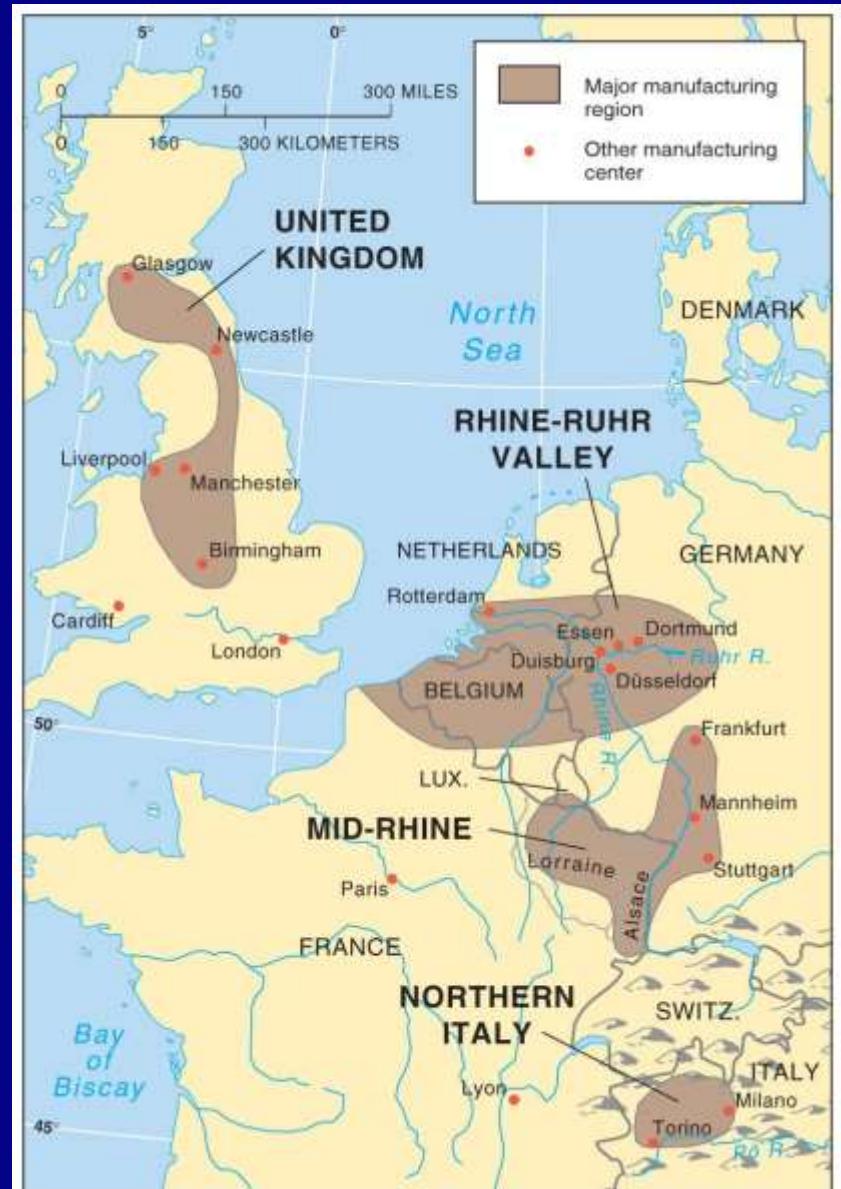 5°
0°
0 150 300 MILES
0 150 300 KILOMETERS
Major manufacturing
region
Other manufacturing
center
UNITED
KINGDOM
Glasgow
Newcastle
North
Sea
DENMARK
RHINE-RUHR
VALLEY
Liverpool
Manchester
Birmingham
NETHERLANDS
GERMANY
Rotterdam
Cardiff
London
Essen
Dortmund
Duisburg
Ruhr R.
Düsseldorf
BELGIUM
Rhine R.
50°
Frankfurt
LUX.
Mannheim
MID-RHINE
Lorraine
Stuttgart
Paris
Alsace
FRANCE
NORTHERN
ITALY
SWITZ.
Bay
of
Biscay
ITALY
Lyon
Milano
45°
Torino
Po R.